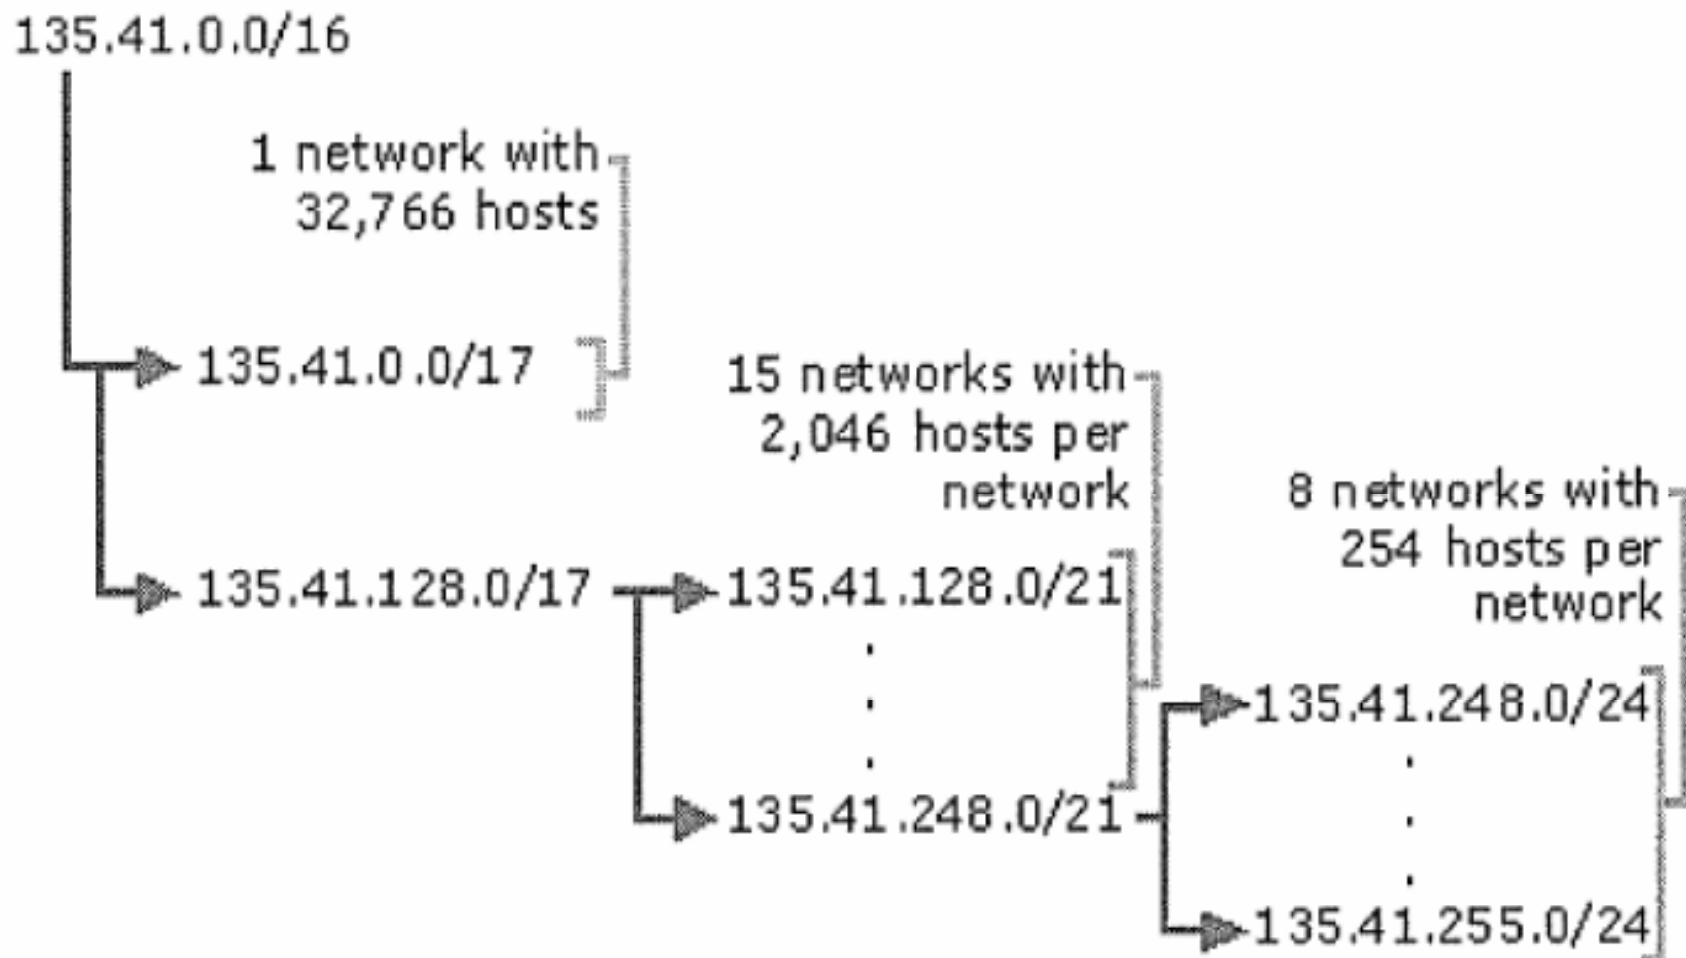 135.41.0.0/16
1 network with
32,766 hosts
135.41.0.0/17
15 networks with
2,046 hosts per
network
8 networks with
254 hosts per
network
135.41.128.0/17
135.41.128.0/21
135.41.248.0/24
135.41.248.0/21
135.41.255.0/24